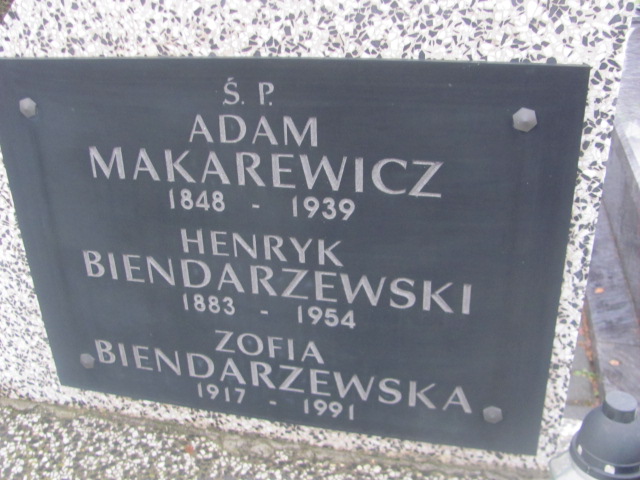 Ś. P.
ADAM
MAKAREWICZ
1848 - 1939
HENRYK
BIENDARZEWSKI
1883 - 1954
ZOFIA
BIENDARZEWSKA
1917 - 1991